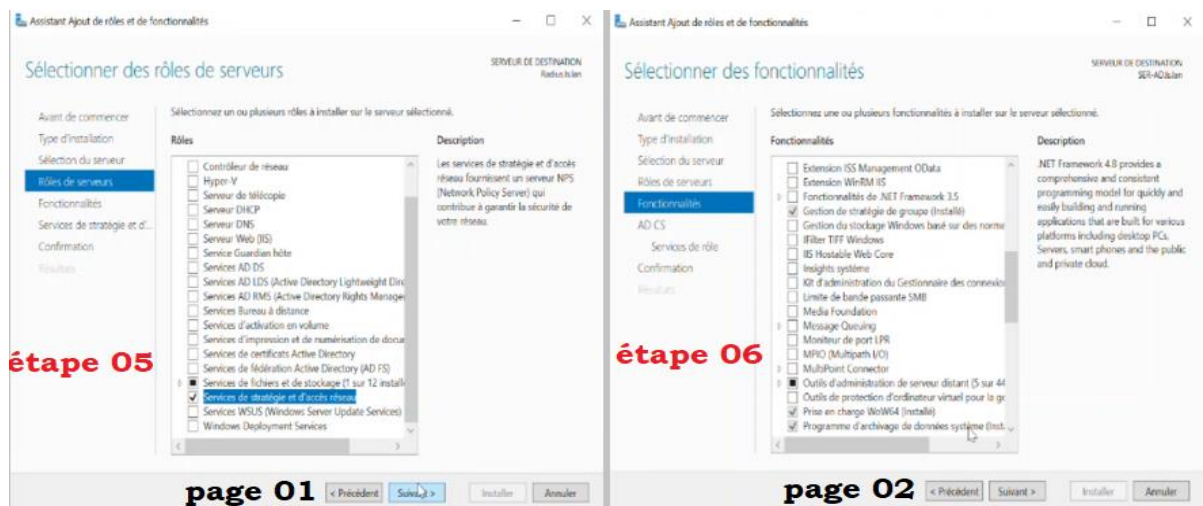 Assistant Ajout de rôles et de fonctionnalités
Sélectionner des rôles de serveurs
SERVEUR DE DESTINATION
Avant de commencer
Type d'installation
Sélection du serveur
Rôles de serveurs
Fonctionnalités
Services de stratégie et d'...
Confirmation
Résultats
Sélectionnez un ou plusieurs rôles à installer sur le serveur sélectionné.
Rôles
Contrôleur de réseau
Hyper-V
Serveur de télécopie
Serveur DHCP
Serveur DNS
Serveur Web (IIS)
Service Guardian hôte
Services AD DS
Services AD LDS (Active Directory Lightweight Dire
Services AD RMS (Active Directory Rights Manage
Services Bureau à distance
Services d'activation en volume
Services d'impression et de numérisation de docu
Services de certificats Active Directory
Services de fédération Active Directory (AD FS)
Services de fichiers et de stockage (1 sur 12 install
Services de stratégie et d'accès réseau
Services WSUS (Windows Server Update Services)
Windows Deployment Services
Description
Les services de stratégie et d'accès
réseau fournissent un serveur NPS
(Network Policy Server) qui
contribue à garantir la sécurité de
votre réseau.
étape 05
page 01
< Précédent
Suivant >
Installer
Annuler
Assistant Ajout de rôles et de fonctionnalités
Sélectionner des fonctionnalités
SERVEUR DE DESTINATION
Avant de commencer
Type d'installation
Sélection du serveur
Rôles de serveurs
Fonctionnalités
AD CS
Services de rôle
Confirmation
Résultats
Sélectionnez une ou plusieurs fonctionnalités à installer sur le serveur sélectionné.
Fonctionnalités
Extension ISS Management OData
Extension WinRM IIS
Fonctionnalités de .NET Framework 3.5
Gestion de stratégie de groupe (Installé)
Gestion du stockage Windows basé sur des norme
IFilter TIFF Windows
IIS Hostable Web Core
Insights système
Kit d'administration du Gestionnaire des connexio
Limite de bande passante SMB
Media Foundation
Message Queuing
Moniteur de port LPR
MPIO (Multipath I/O)
MultiPoint Connector
Outils d'administration de serveur distant (5 sur 44
Outils de protection d'ordinateur virtuel pour la ge
Prise en charge WoW64 (Installé)
Programme d'archivage de données système (Inst.
Description
.NET Framework 4.8 provides a
comprehensive and consistent
programming model for quickly and
easily building and running
applications that are built for various
platforms including desktop PCs,
Servers, smart phones and the public
and private cloud.
étape 06
page 02
< Précédent
Suivant >
Installer
Annuler